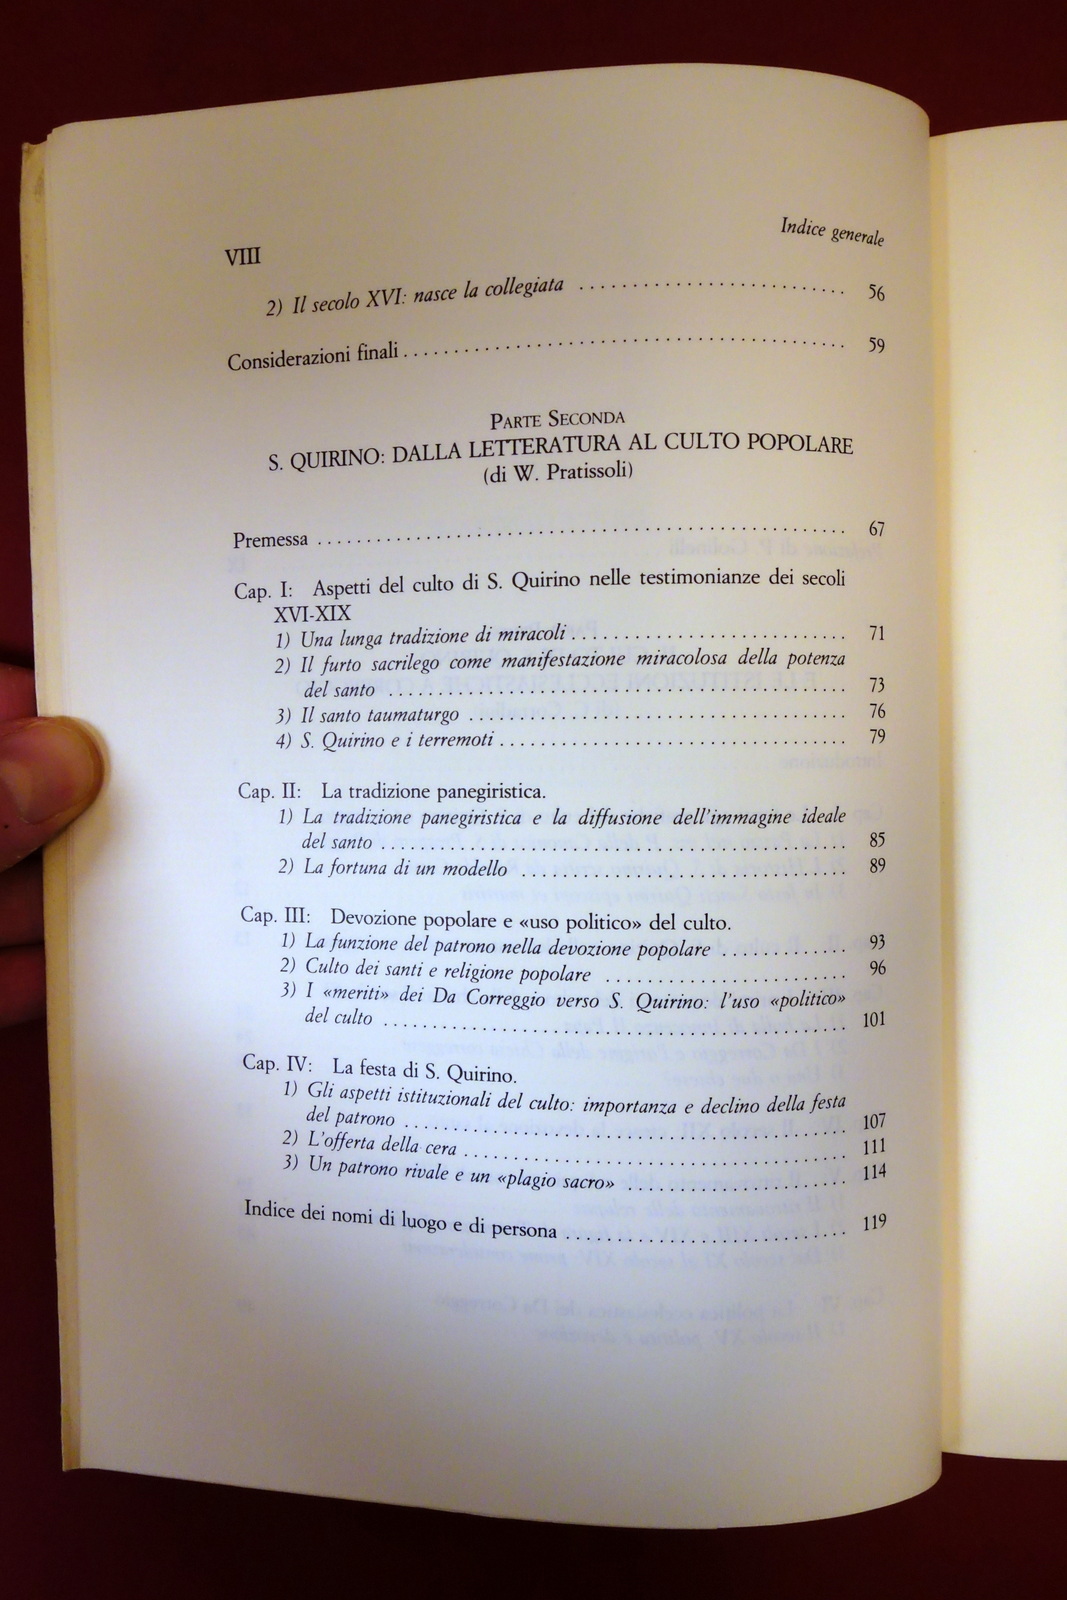 VIII
Indice generale
2) Il secolo XVI: nasce la collegiata ........................... 56
Considerazioni finali ........................................... 59
PARTE SECONDA
S. QUIRINO: DALLA LETTERATURA AL CULTO POPOLARE
(di W. Pratissoli)
Premessa ..................................................... 67
Cap. I: Aspetti del culto di S. Quirino nelle testimonianze dei secoli
XVI-XIX
1) Una lunga tradizione di miracoli ........................... 71
2) Il furto sacrilego come manifestazione miracolosa della potenza
del santo ............................................. 73
3) Il santo taumaturgo ..................................... 76
4) S. Quirino e i terremoti .................................. 79
Cap. II: La tradizione panegiristica.
1) La tradizione panegiristica e la diffusione dell'immagine ideale
del santo .............................................. 85
2) La fortuna di un modello ................................ 89
Cap. III: Devozione popolare e «uso politico» del culto.
1) La funzione del patrono nella devozione popolare ............. 93
2) Culto dei santi e religione popolare ........................ 96
3) I «meriti» dei Da Correggio verso S. Quirino: l'uso «politico»
del culto .............................................. 101
Cap. IV: La festa di S. Quirino.
1) Gli aspetti istituzionali del culto: importanza e declino della festa
del patrono ............................................ 107
2) L'offerta della cera ...................................... 111
3) Un patrono rivale e un «plagio sacro» ...................... 114
Indice dei nomi di luogo e di persona ............................ 119